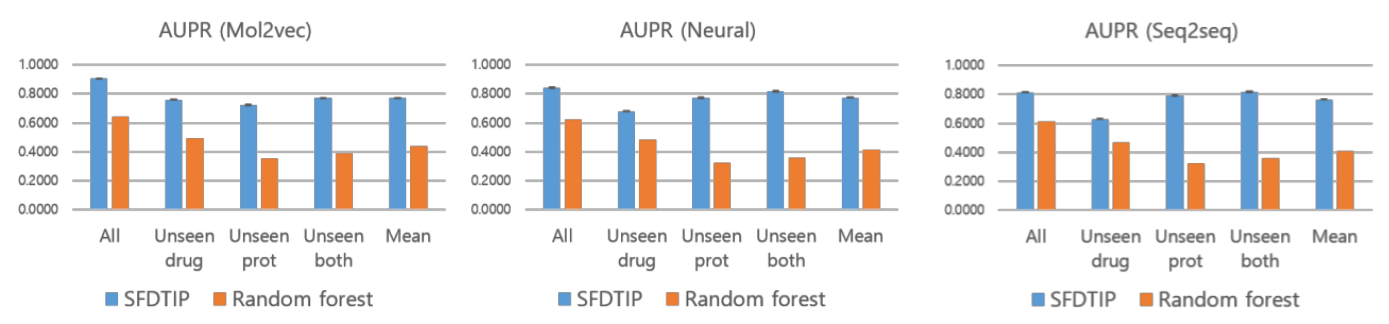 AUPR (Mol2vec)
1.0000
0.8000
0.6000
0.4000
0.2000
0.0000
All Unseen drug Unseen prot Unseen both Mean
SFDTIP Random forest
AUPR (Neural)
1.0000
0.8000
0.6000
0.4000
0.2000
0.0000
All Unseen drug Unseen prot Unseen both Mean
SFDTIP Random forest
AUPR (Seq2seq)
1.0000
0.8000
0.6000
0.4000
0.2000
0.0000
All Unseen drug Unseen prot Unseen both Mean
SFDTIP Random forest